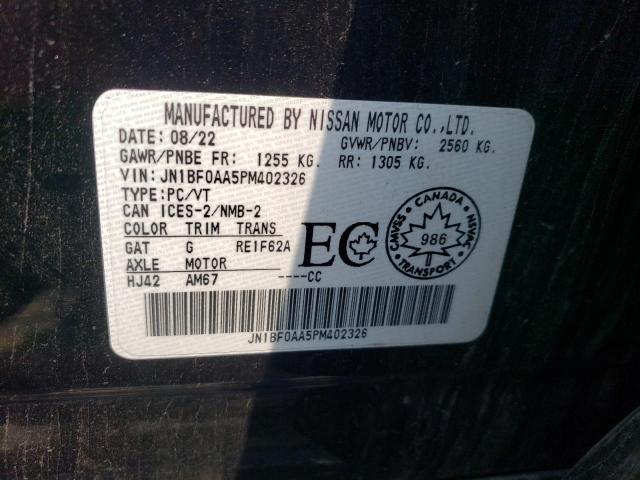 MANUFACTURED BY NISSAN MOTOR CO.,LTD.
DATE: 08/22 GVWR/PNBV: 2560 KG.
GAWR/PNBE FR: 1255 KG. RR: 1305 KG.
VIN: JN1BF0AA5PM402326
TYPE: PC/VT
CAN ICES-2/NMB-2
COLOR TRIM TRANS
GAT G RE1F62A
AXLE MOTOR
HJ42 AM67 ----CC
EC
CANADA
CMVSS NSVAC
986
TRANSPORT
JN1BF0AA5PM402326